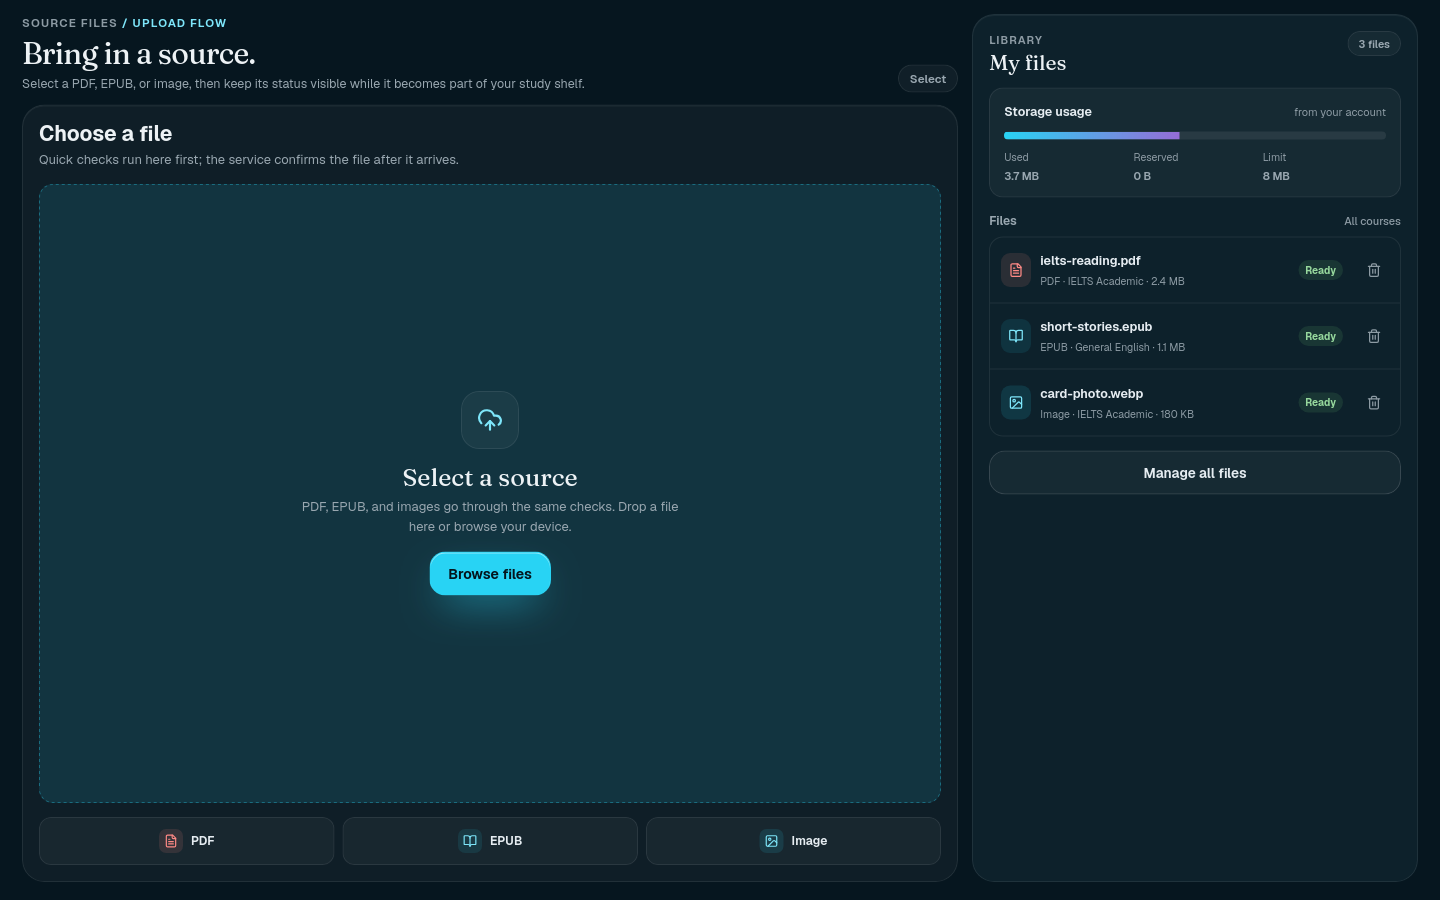 SOURCE FILES / UPLOAD FLOW
Bring in a source.
Select a PDF, EPUB, or image, then keep its status visible while it becomes part of your study shelf.
Select
Choose a file
Quick checks run here first; the service confirms the file after it arrives.
Select a source
PDF, EPUB, and images go through the same checks. Drop a file
here or browse your device.
Browse files
PDF
EPUB
Image
LIBRARY
My files
3 files
Storage usage
from your account
Used
Reserved
Limit
3.7 MB
0 B
8 MB
Files
All courses
ielts-reading.pdf
PDF · IELTS Academic · 2.4 MB
Ready
short-stories.epub
EPUB · General English · 1.1 MB
Ready
card-photo.webp
Image · IELTS Academic · 180 KB
Ready
Manage all files